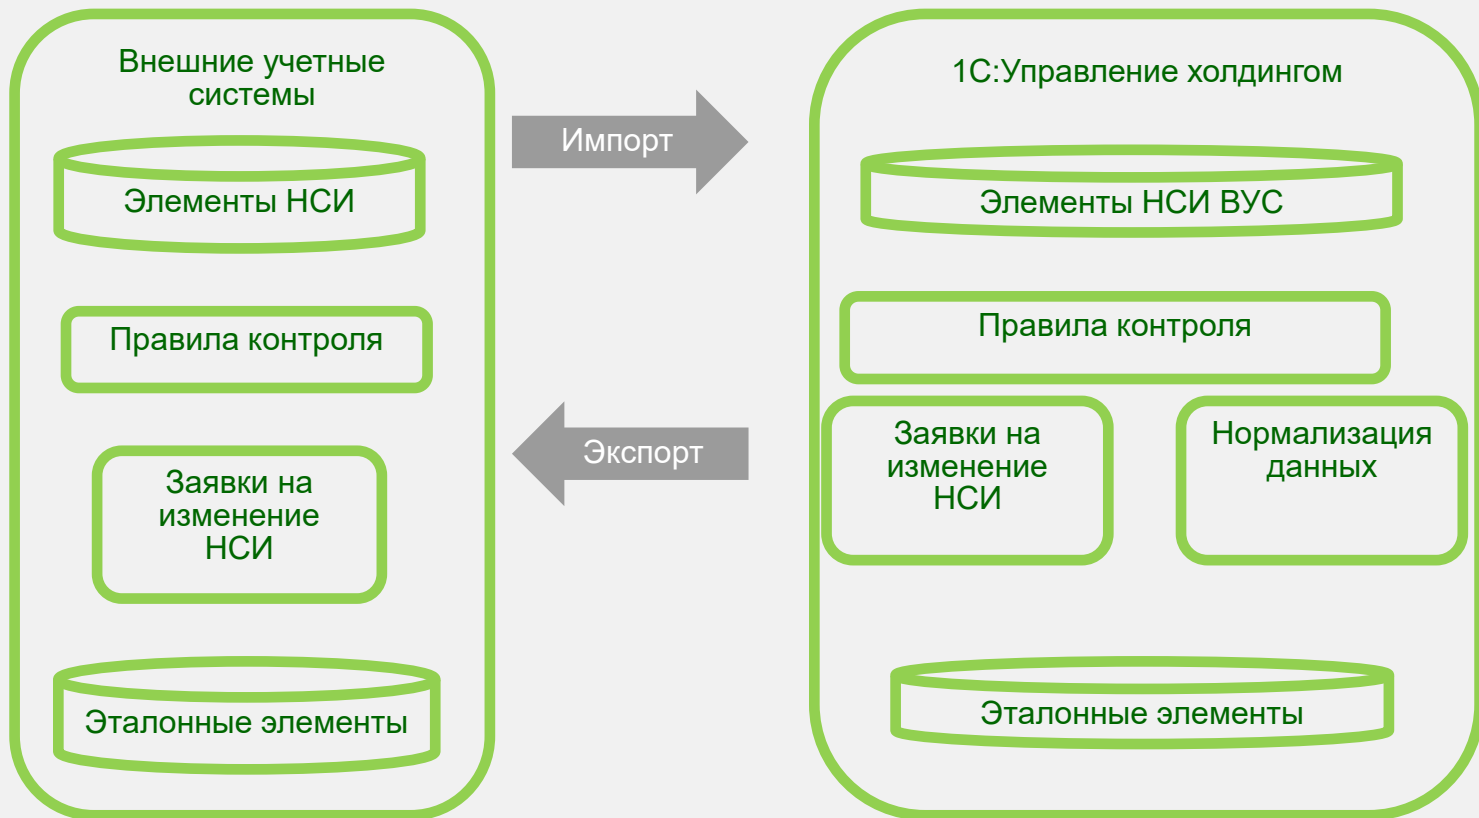 Внешние учетные
системы
Элементы НСИ
Правила контроля
Заявки на
изменение
НСИ
Эталонные элементы
Импорт
Экспорт
1С:Управление холдингом
Элементы НСИ ВУС
Правила контроля
Заявки на
изменение
НСИ
Нормализация
данных
Эталонные элементы